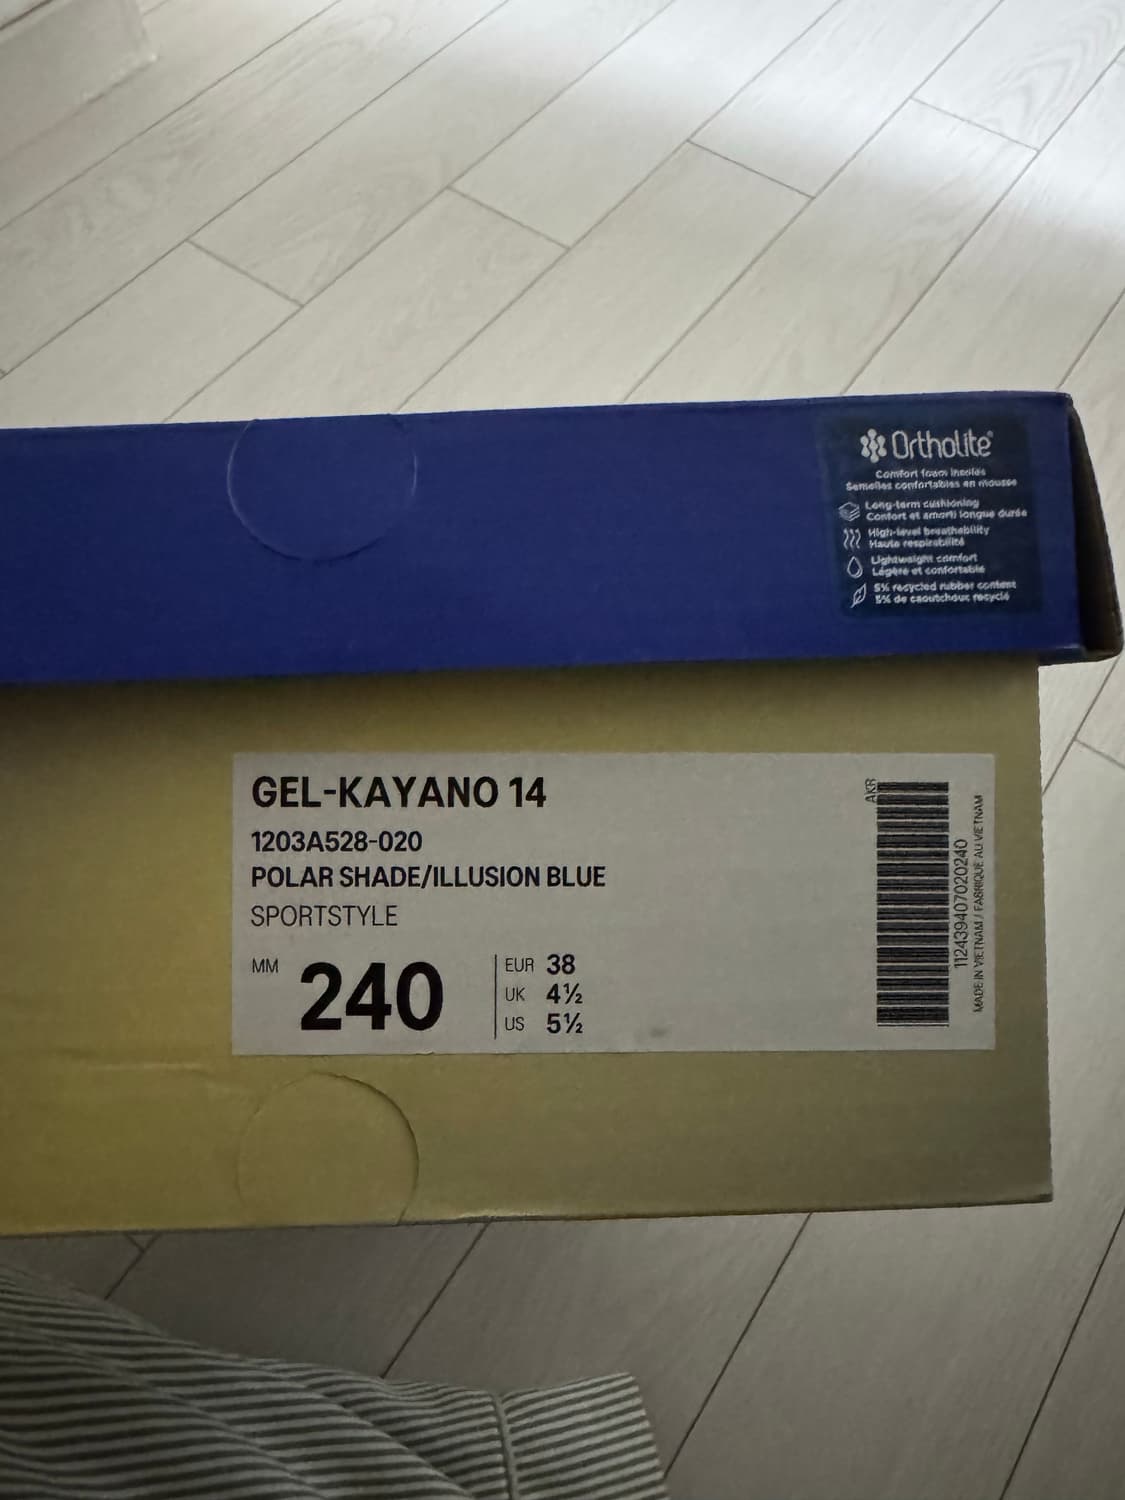 Ortholite®
Comfort foam insoles
Semelles confortables en mousse
Long-term cushioning
Confort et amorti longue durée
High-level breathability
Haute respirabilité
Lightweight comfort
Légère et confortable
5% recycled rubber content
5% de caoutchouc recyclé
GEL-KAYANO 14
1203A528-020
POLAR SHADE/ILLUSION BLUE
SPORTSTYLE
MM 240
EUR 38
UK 4½
US 5½
AKR
11243940702024​0
MADE IN VIETNAM / FABRIQUE AU VIETNAM